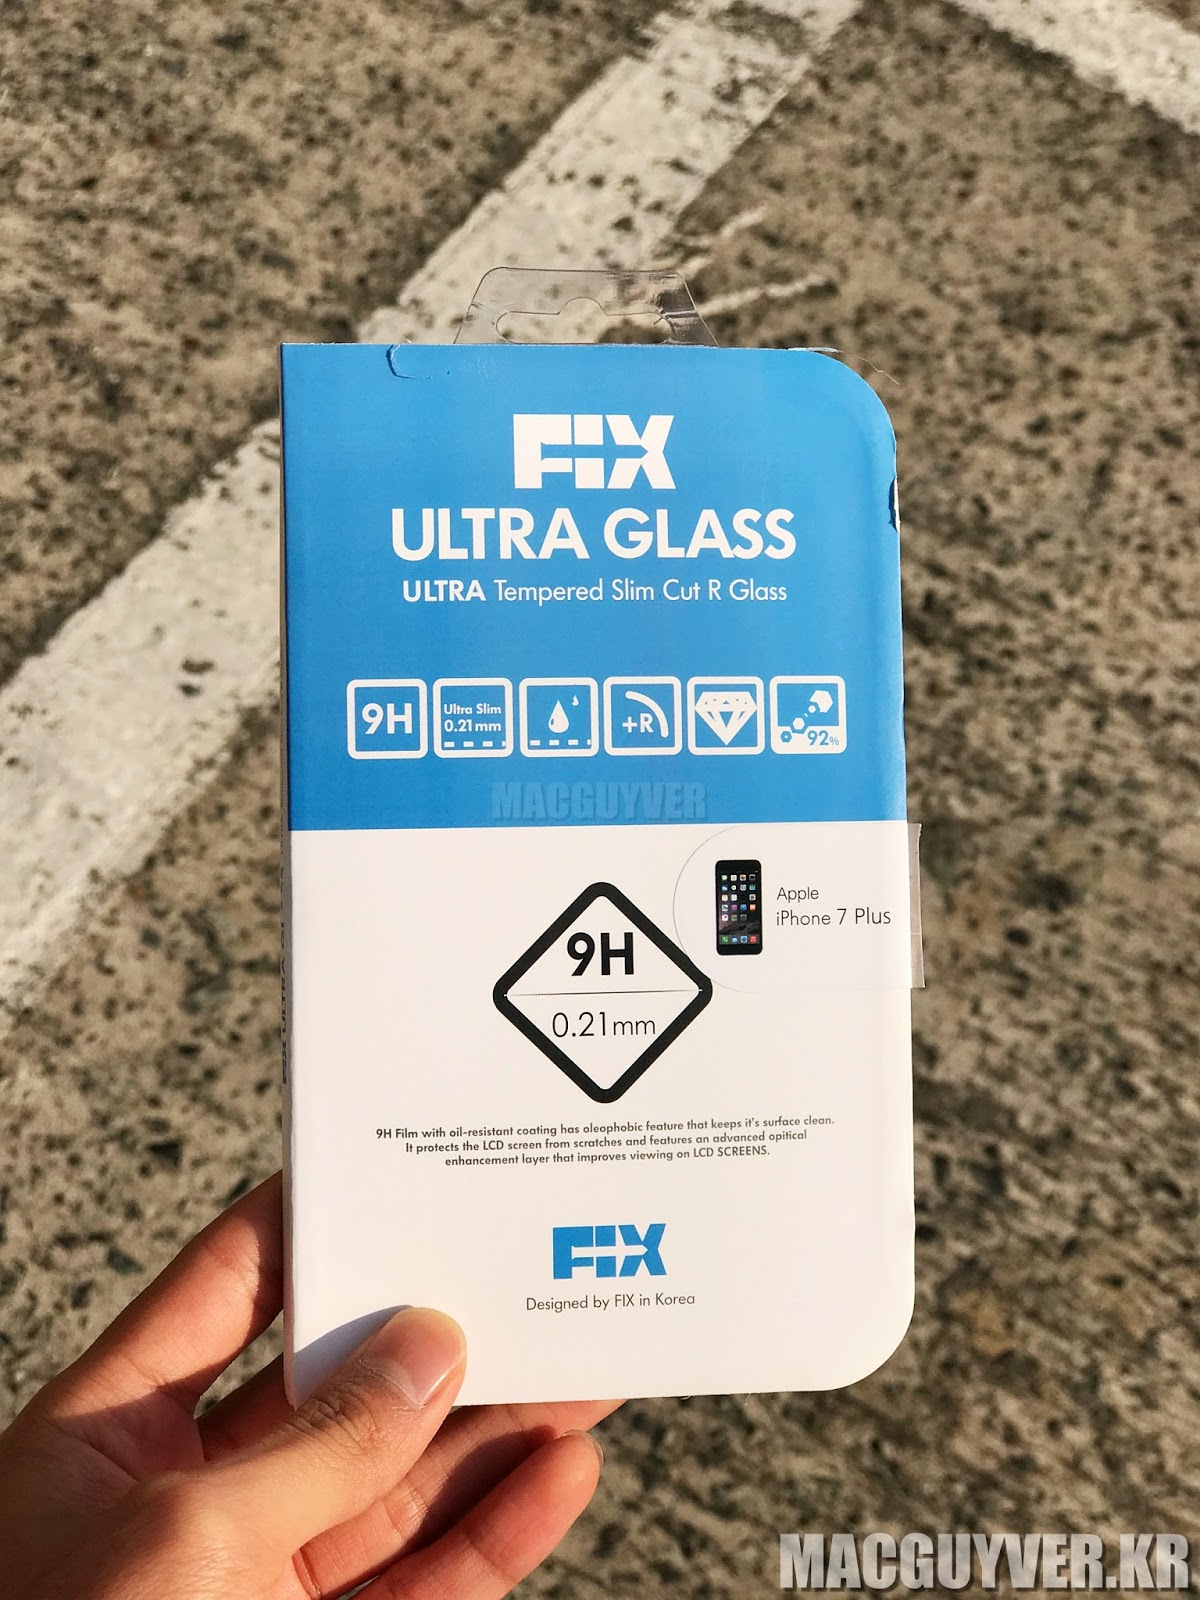 FIX
ULTRA GLASS
ULTRA Tempered Slim Cut R Glass
9H
Ultra Slim
0.21mm
+R
92%
MACGUYVER
Apple
iPhone 7 Plus
9H
0.21mm
9H Film with oil-resistant coating has oleophobic feature that keeps it's surface clean.
It protects the LCD screen from scratches and features an advanced opitical
enhancement layer that improves viewing on LCD SCREENS.
FIX
Designed by FIX in Korea
MACGUYVER.KR